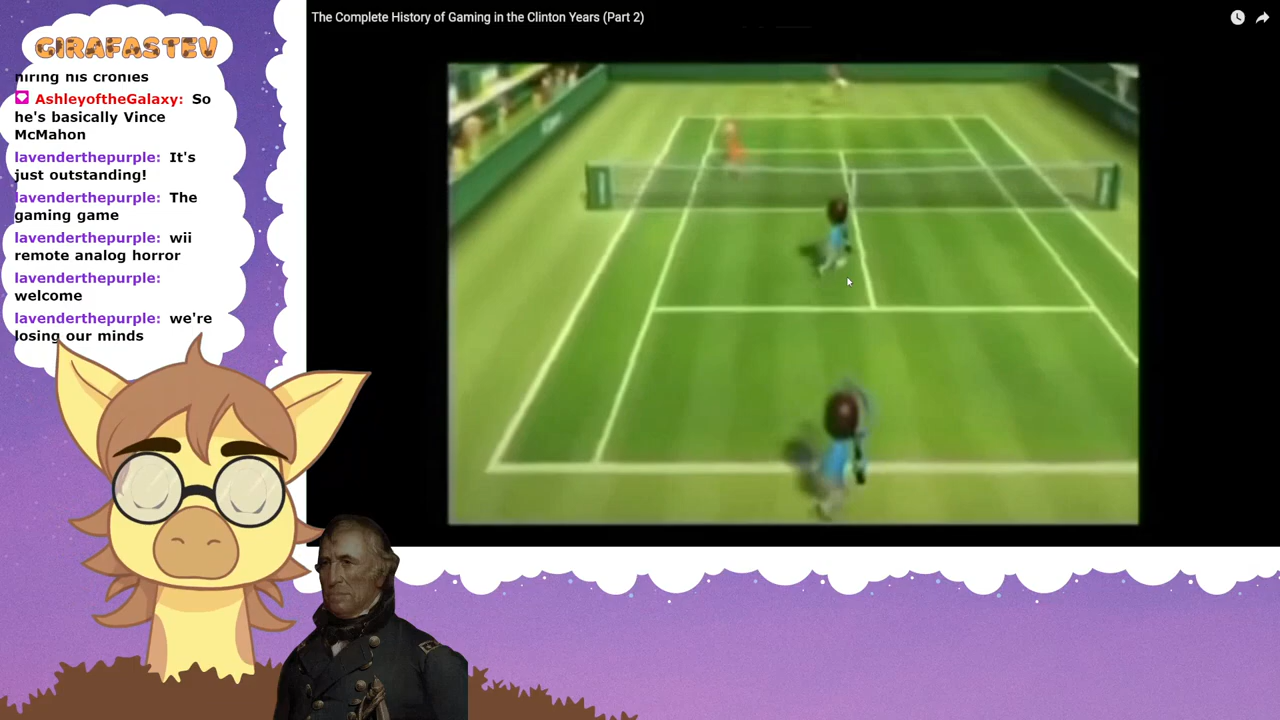 The Complete History of Gaming in the Clinton Years (Part 2)
GIRAFASTEV
hiring his cronies
AshleyoftheGalaxy: So
he's basically Vince
McMahon
lavenderthepurple: It's
just outstanding!
lavenderthepurple: The
gaming game
lavenderthepurple: wii
remote analog horror
lavenderthepurple:
welcome
lavenderthepurple: we're
losing our minds